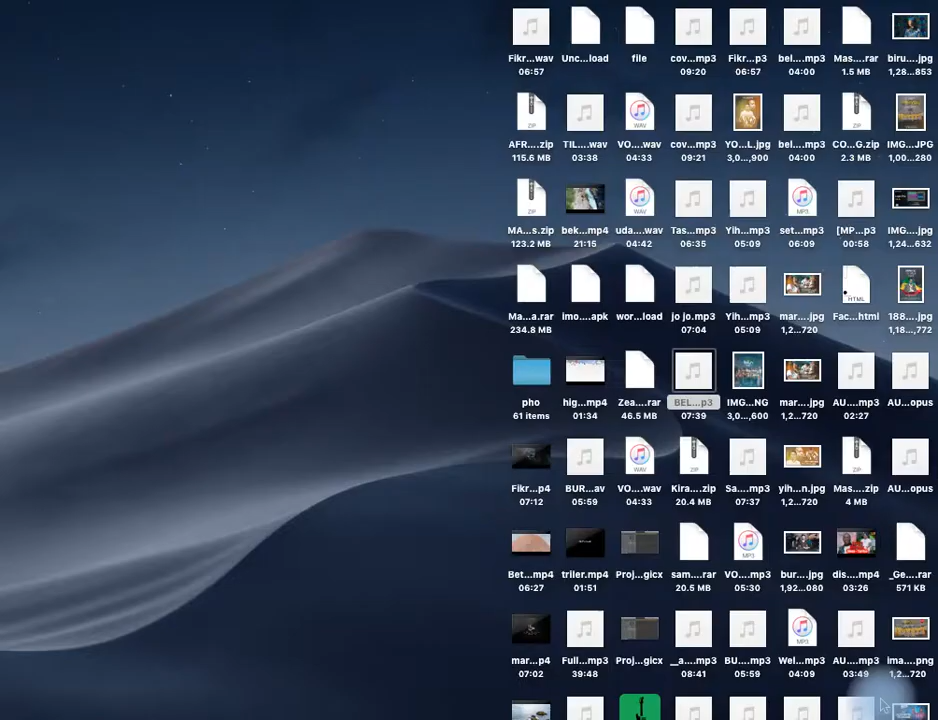 Fikr...wav Unc...load file cov....mp3 Fikr...p3 bel....mp3 Mas....rar biru....jpg
06:57 09:20 06:57 04:00 1.5 MB 1,28...853
ZIP WAV ZIP
AFR...zip TIL....wav VO....wav cov....mp3 YO...L.jpg bel....mp3 CO...G.zip IMG...JPG
115.6 MB 03:38 04:33 09:21 3,0...,900 04:00 2.3 MB 1,00...280
ZIP WAV MP3
MA...s.zip bek...mp4 uda....wav Tas....mp3 Yih....mp3 set....mp3 [MP...p3 IMG....jpg
123.2 MB 21:15 04:42 06:35 05:09 06:09 00:58 1,24...632
HTML
Ma...a.rar imo....apk wor...load jo jo.mp3 Yih...mp3 mar....jpg Fac...html 188....jpg
234.8 MB 07:04 05:09 1,2...720 1,18...,772
pho hig...mp4 Zea....rar BEL...p3 IMG...NG mar....jpg AU....mp3 AU...opus
61 items 01:34 46.5 MB 07:39 3,0...,600 1,2...720 02:27
WAV ZIP ZIP
Fikr...p4 BUR...av VO....wav Kira....zip Sa....mp3 yih...n.jpg Mas....zip AU...opus
07:12 05:59 04:33 20.4 MB 07:37 1,2...720 4 MB
MP3
Bet...mp4 triler.mp4 Proj...gicx sam....rar VO....mp3 bur....jpg dis....mp4 _Ge....rar
06:27 01:51 20.5 MB 05:30 1,92...080 03:26 571 KB
MP3
mar...p4 Full...mp3 Proj...gicx __a....mp3 BU....mp3 Wel...mp3 AU....mp3 ima...png
07:02 39:48 08:41 05:59 04:09 03:49 1,2...720